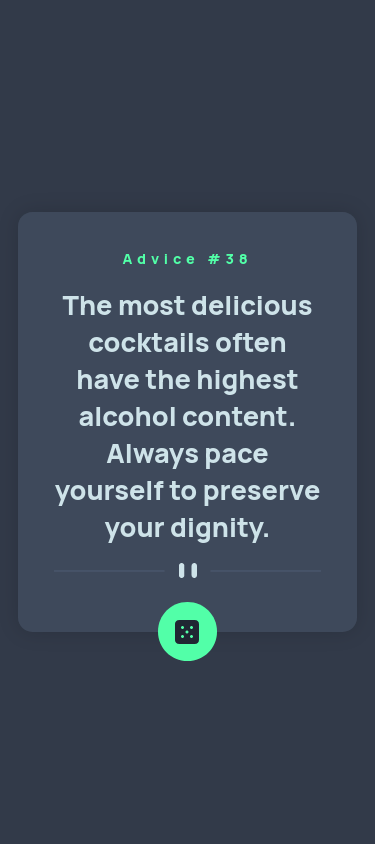 Advice #38
The most delicious
cocktails often
have the highest
alcohol content.
Always pace
yourself to preserve
your dignity.